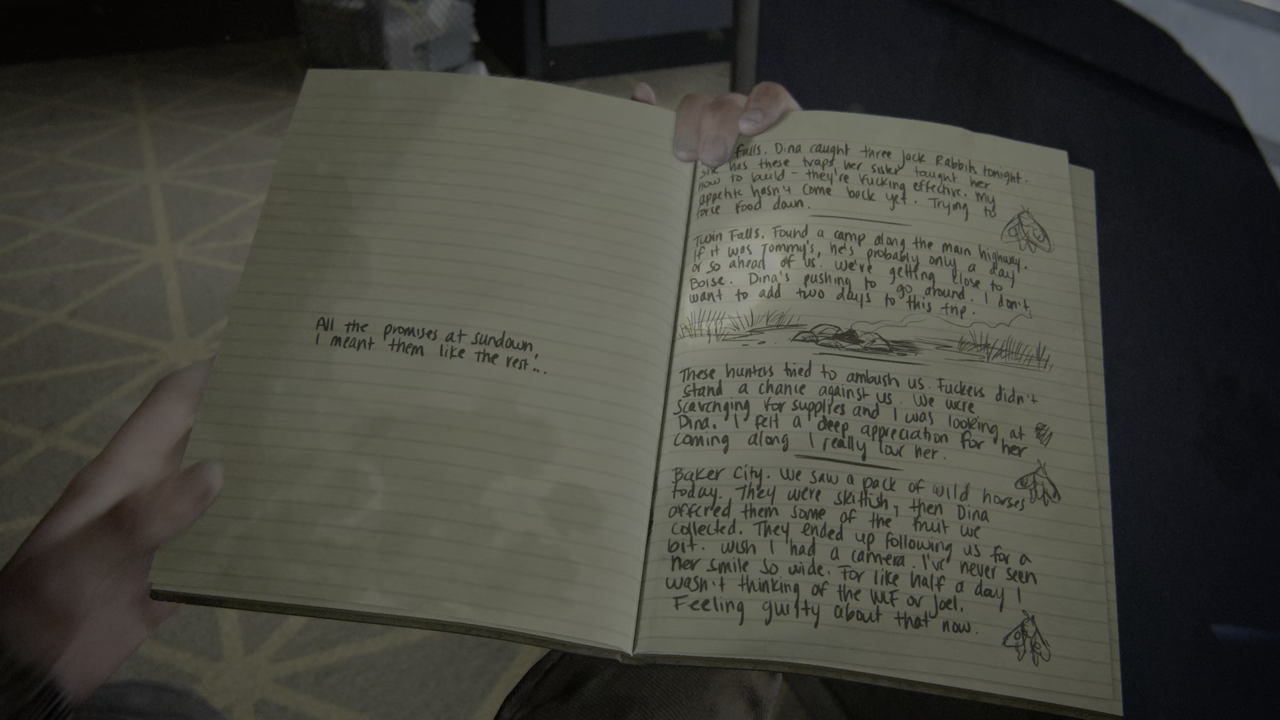 All the promises at sundown,
I meant them like the rest...
Falls. Dina caught three Jack Rabbits tonight.
She has these traps her sister taught her
how to build - they're fucking effective. My
appetite hasn't come back yet. Trying to
force food down.
Twin Falls. Found a camp along the main highway.
If it was Tommy's, he's probably only a day
or so ahead of us. We're getting close to
Boise. Dina's pushing to go around. I don't
want to add two days to this trip.
These hunters tried to ambush us. Fuckers didn't
stand a chance against us. We were
scavenging for supplies and I was looking at
Dina. I felt a deep appreciation for her
coming along. I really love her.
Baker City. We saw a pack of wild horses
today. They were skittish, then Dina
offered them some of the fruit we
collected. They ended up following us for a
bit. Wish I had a camera. I've never seen
her smile so wide. For like half a day I
wasn't thinking of the WLF or Joel.
Feeling guilty about that now.